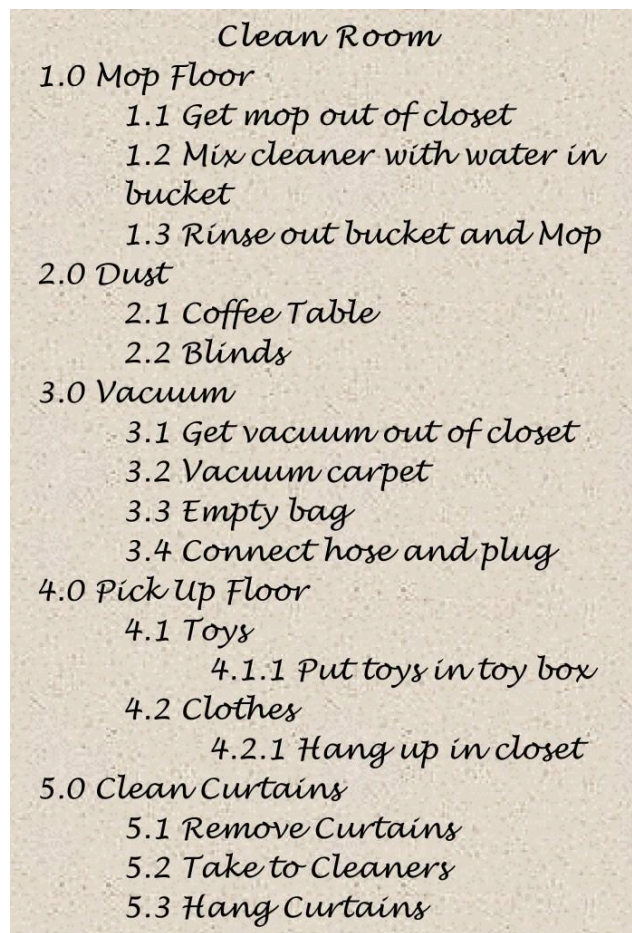 Clean Room
1.0 Mop Floor
1.1 Get mop out of closet
1.2 Mix cleaner with water in
bucket
1.3 Rinse out bucket and Mop
2.0 Dust
2.1 Coffee Table
2.2 Blinds
3.0 Vacuum
3.1 Get vacuum out of closet
3.2 Vacuum carpet
3.3 Empty bag
3.4 Connect hose and plug
4.0 Pick Up Floor
4.1 Toys
4.1.1 Put toys in toy box
4.2 Clothes
4.2.1 Hang up in closet
5.0 Clean Curtains
5.1 Remove Curtains
5.2 Take to Cleaners
5.3 Hang Curtains